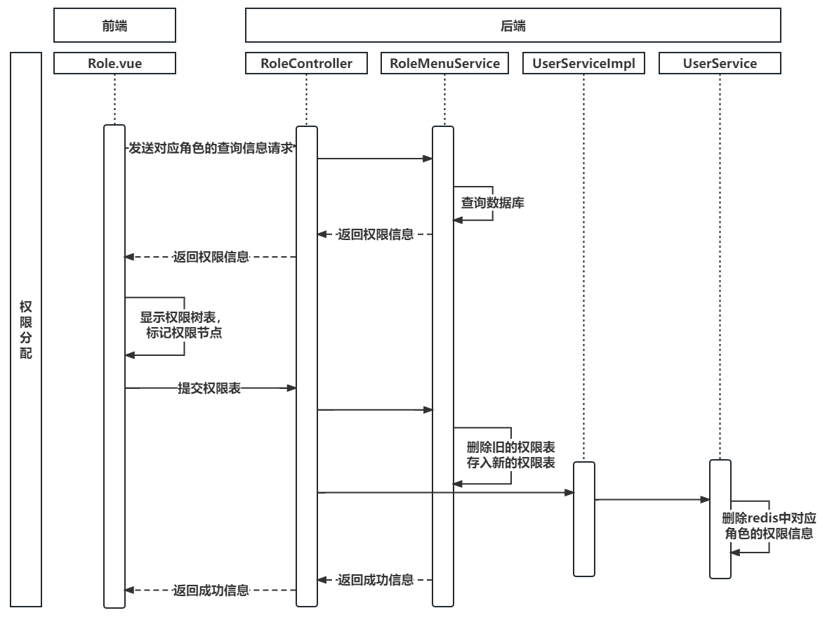 前端
后端
Role.vue
RoleController
RoleMenuService
UserServiceImpl
UserService
发送对应角色的查询信息请求
查询数据库
返回权限信息
返回权限信息
权
限
分
配
显示权限树表，
标记权限节点
提交权限表
删除旧的权限表
存入新的权限表
删除redis中对应
角色的权限信息
返回成功信息
返回成功信息